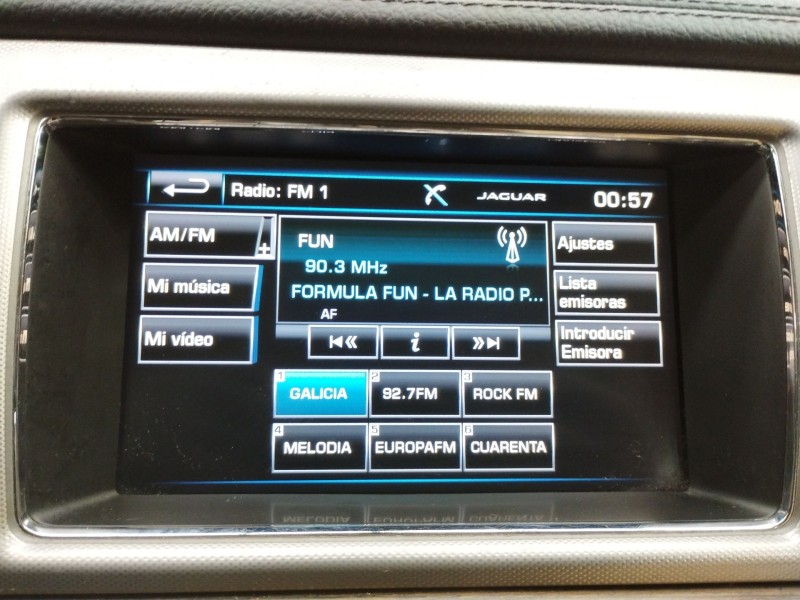 Radio: FM 1
JAGUAR
00:57
AM/FM
+
Mi música
Mi vídeo
FUN
90.3 MHz
FORMULA FUN - LA RADIO P...
AF
i
Ajustes
Lista
emisoras
Introducir
Emisora
1 GALICIA
2 92.7FM
3 ROCK FM
4 MELODIA
5 EUROPAFM
6 CUARENTA